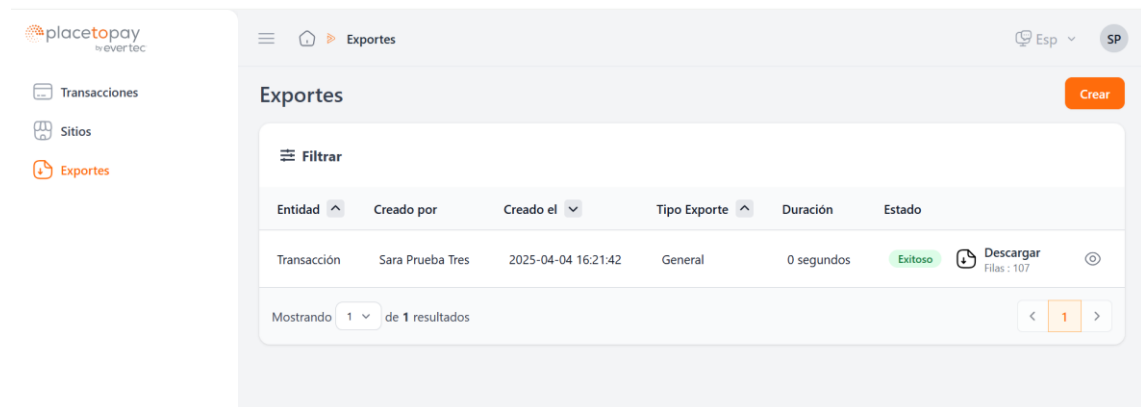 placetopay
by evertec
Exportes
Esp
SP
Transacciones
Sitios
Exportes
Exportes
Crear
Filtrar
Entidad Creado por Creado el Tipo Exporte Duración Estado
Transacción Sara Prueba Tres 2025-04-04 16:21:42 General 0 segundos Exitoso Descargar
Filas : 107
Mostrando 1 de 1 resultados
1